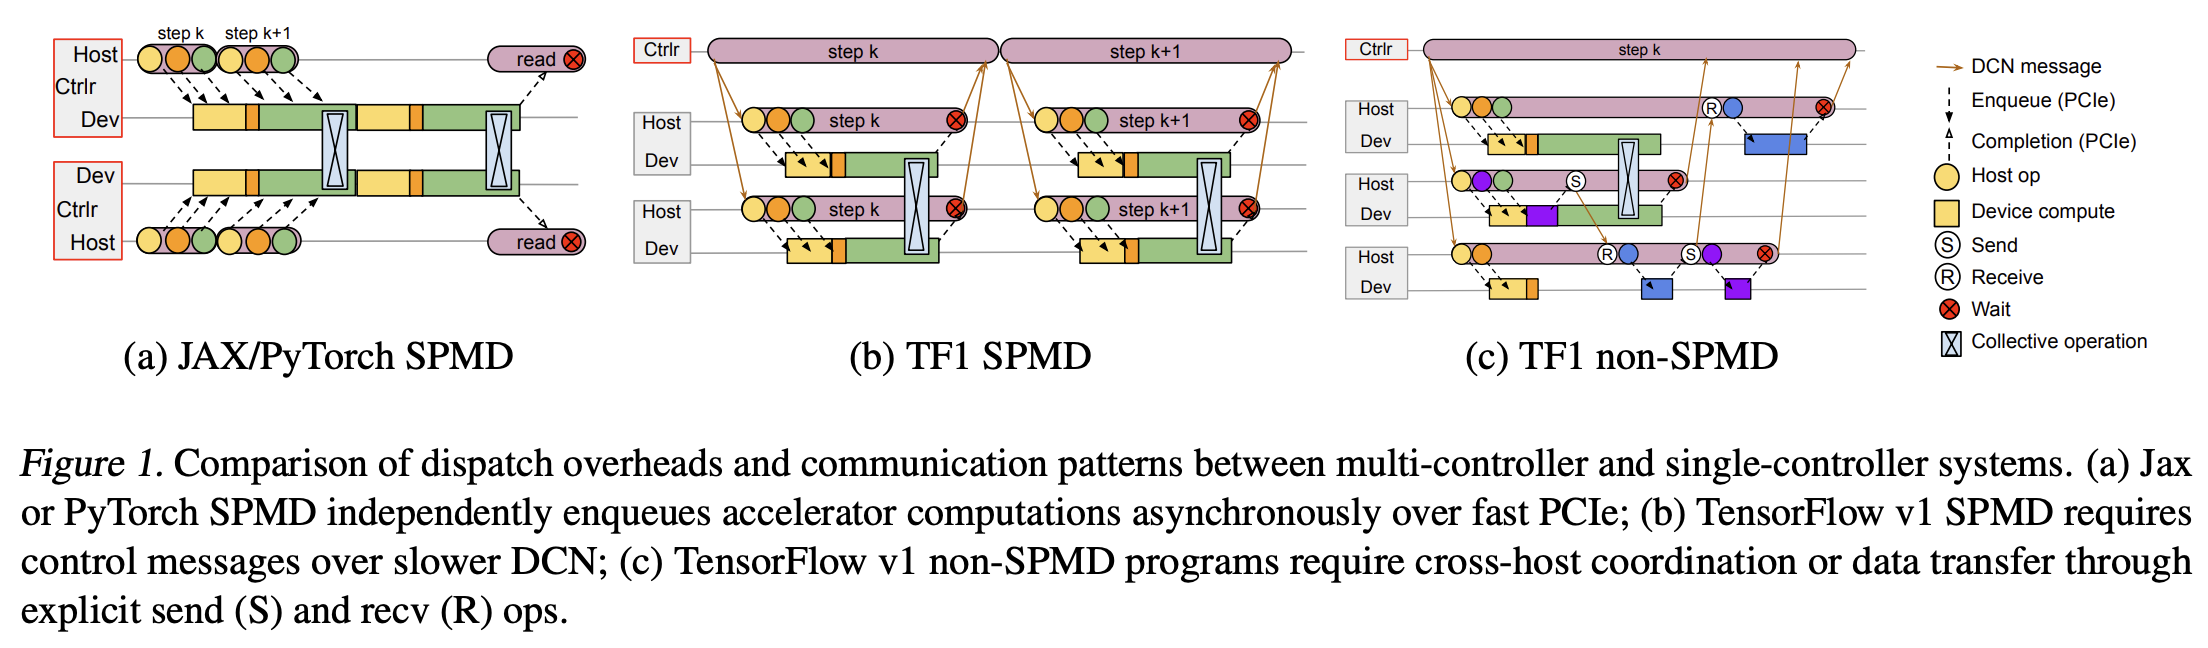 step k
step k+1
Host
Ctrlr
Dev
read
Dev
Ctrlr
Host
read
(a) JAX/PyTorch SPMD
Ctrlr
step k
step k+1
Host
step k
step k+1
Dev
Host
step k
step k+1
Dev
(b) TF1 SPMD
Ctrlr
step k
Host
R
Dev
Host
S
Dev
Host
R
S
Dev
(c) TF1 non-SPMD
DCN message
Enqueue (PCIe)
Completion (PCIe)
Host op
Device compute
S Send
R Receive
Wait
Collective operation
Figure 1. Comparison of dispatch overheads and communication patterns between multi-controller and single-controller systems. (a) Jax
or PyTorch SPMD independently enqueues accelerator computations asynchronously over fast PCIe; (b) TensorFlow v1 SPMD requires
control messages over slower DCN; (c) TensorFlow v1 non-SPMD programs require cross-host coordination or data transfer through
explicit send (S) and recv (R) ops.